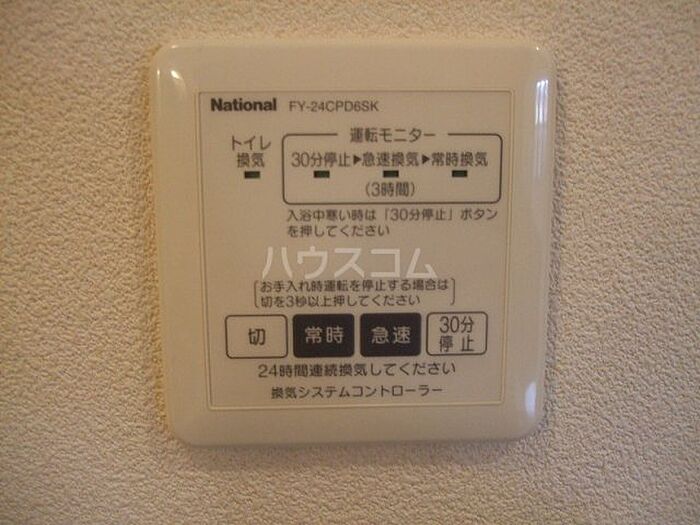 National FY-24CPD6SK
トイレ
換気
運転モニター
30分停止▶急速換気▶常時換気
(3時間)
入浴中寒い時は「30分停止」ボタン
を押してください
ハウスコム
お手入れ時運転を停止する場合は
切を3秒以上押してください
切 常時 急速 30分
停止
24時間連続換気してください
換気システムコントローラー